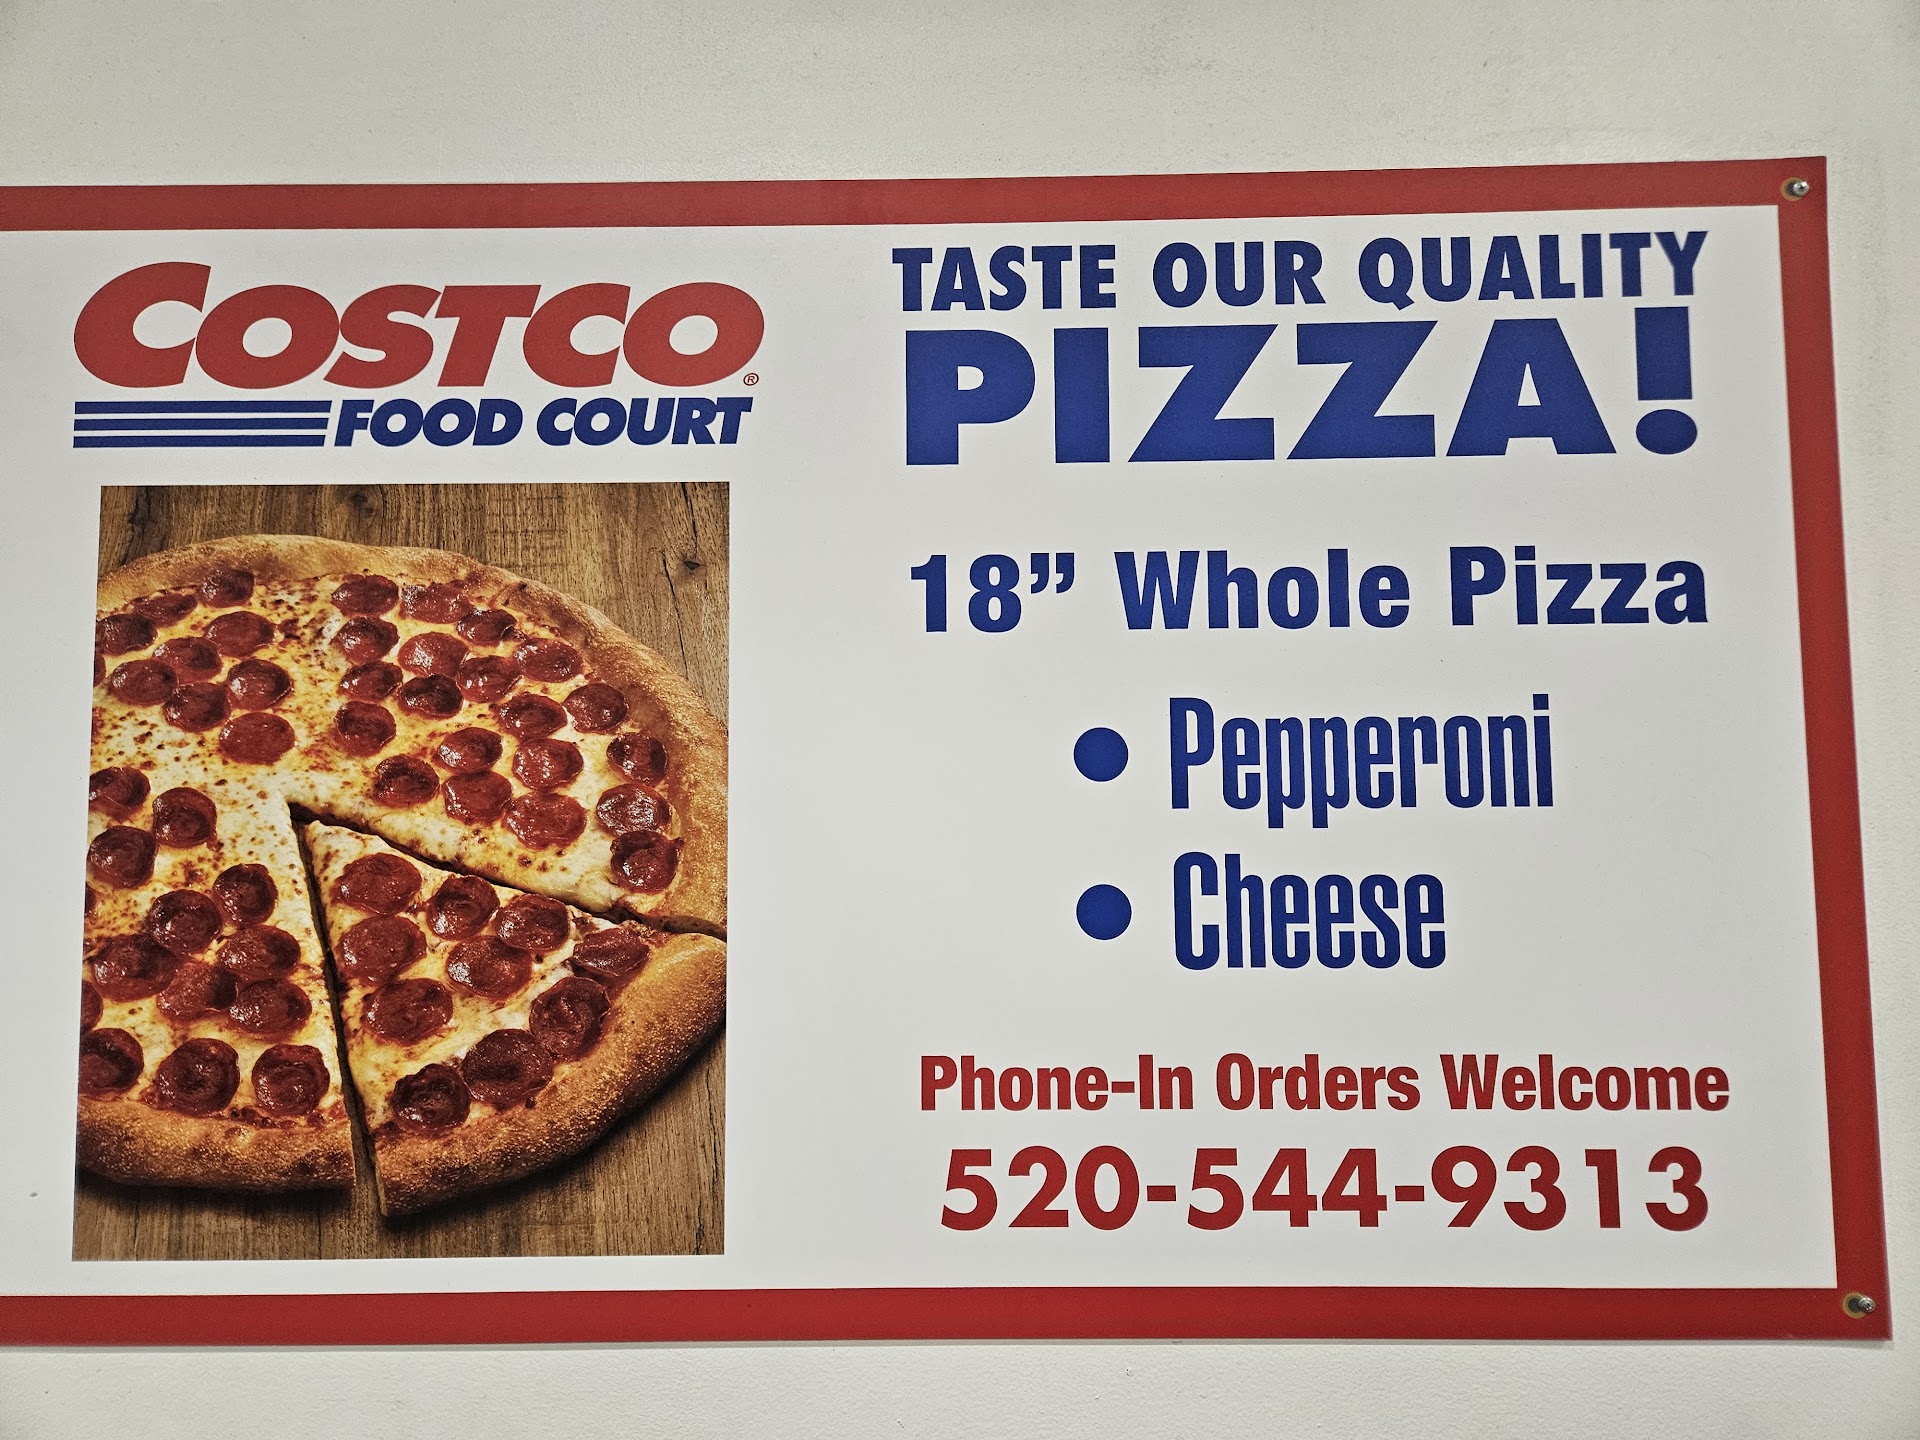 COSTCO®
FOOD COURT
TASTE OUR QUALITY
PIZZA!
18” Whole Pizza
• Pepperoni
• Cheese
Phone-In Orders Welcome
520-544-9313